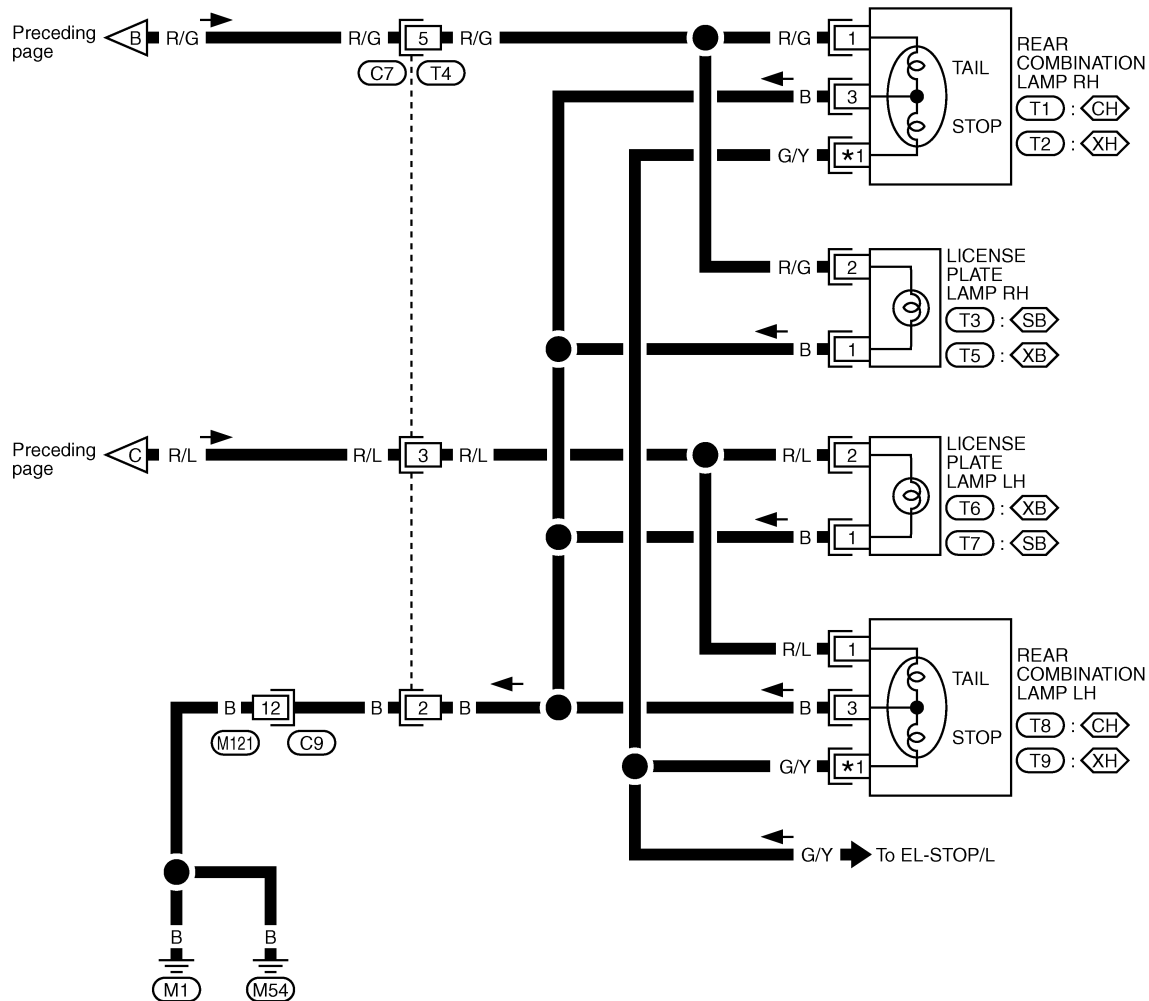 Preceding
page
B R/G R/G 5 R/G R/G 1
C7 T4
TAIL
STOP
B 3
G/Y *1
REAR
COMBINATION
LAMP RH
T1 : CH
T2 : XH
R/G 2
B 1
LICENSE
PLATE
LAMP RH
T3 : SB
T5 : XB
Preceding
page
C R/L R/L 3 R/L R/L 2
B 1
LICENSE
PLATE
LAMP LH
T6 : XB
T7 : SB
R/L 1
TAIL
STOP
REAR
COMBINATION
LAMP LH
T8 : CH
T9 : XH
B 12 B 2 B B 3
M121 C9
G/Y *1
G/Y To EL-STOP/L
B B
M1 M54